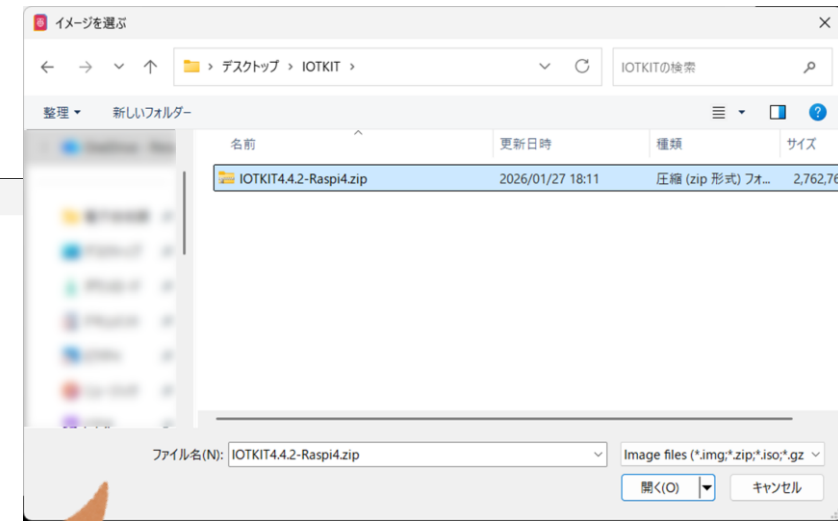 イメージを選ぶ
デスクトップ > IOTKIT >
IOTKITの検索
整理
新しいフォルダー
名前 更新日時 種類 サイズ
IOTKIT4.4.2-Raspi4.zip 2026/01/27 18:11 圧縮 (zip 形式) フォ... 2,762,76
ファイル名(N): IOTKIT4.4.2-Raspi4.zip Image files (*.img;*.zip;*.iso;*.gz
開く(O) キャンセル